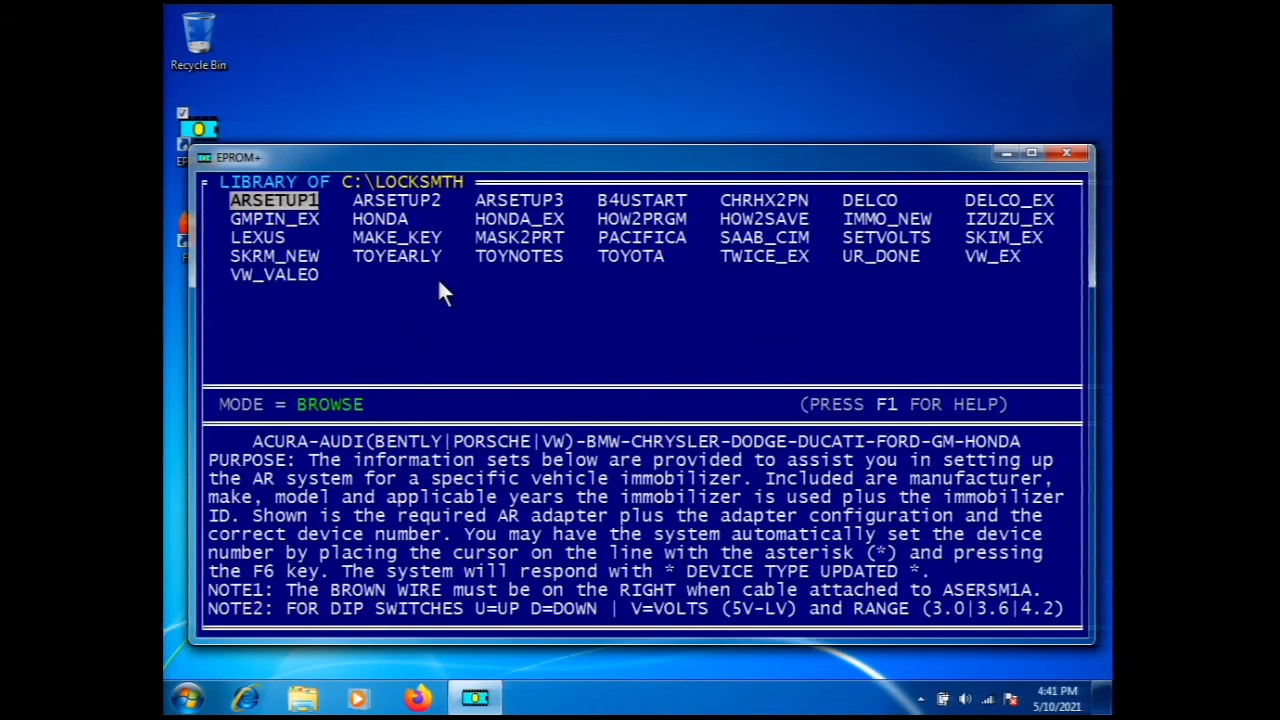 Recycle Bin
EPROM+
LIBRARY OF C:\LOCKSMTH
ARSETUP1 ARSETUP2 ARSETUP3 B4USTART CHRHX2PN DELCO DELCO_EX
GMPIN_EX HONDA HONDA_EX HOW2PRGM HOW2SAVE IMMO_NEW IZUZU_EX
LEXUS MAKE_KEY MASK2PRT PACIFICA SAAB_CIM SETVOLTS SKIM_EX
SKRM_NEW TOYEARLY TOYNOTES TOYOTA TWICE_EX UR_DONE VW_EX
VW_VALEO
MODE = BROWSE (PRESS F1 FOR HELP)
ACURA-AUDI(BENTLY|PORSCHE|VW)-BMW-CHRYSLER-DODGE-DUCATI-FORD-GM-HONDA
PURPOSE: The information sets below are provided to assist you in setting up
the AR system for a specific vehicle immobilizer. Included are manufacturer,
make, model and applicable years the immobilizer is used plus the immobilizer
ID. Shown is the required AR adapter plus the adapter configuration and the
correct device number. You may have the system automatically set the device
number by placing the cursor on the line with the asterisk (*) and pressing
the F6 key. The system will respond with * DEVICE TYPE UPDATED *.
NOTE1: The BROWN WIRE must be on the RIGHT when cable attached to ASERSM1A.
NOTE2: FOR DIP SWITCHES U=UP D=DOWN | V=VOLTS (5V-LV) and RANGE (3.0|3.6|4.2)
4:41 PM
5/10/2021